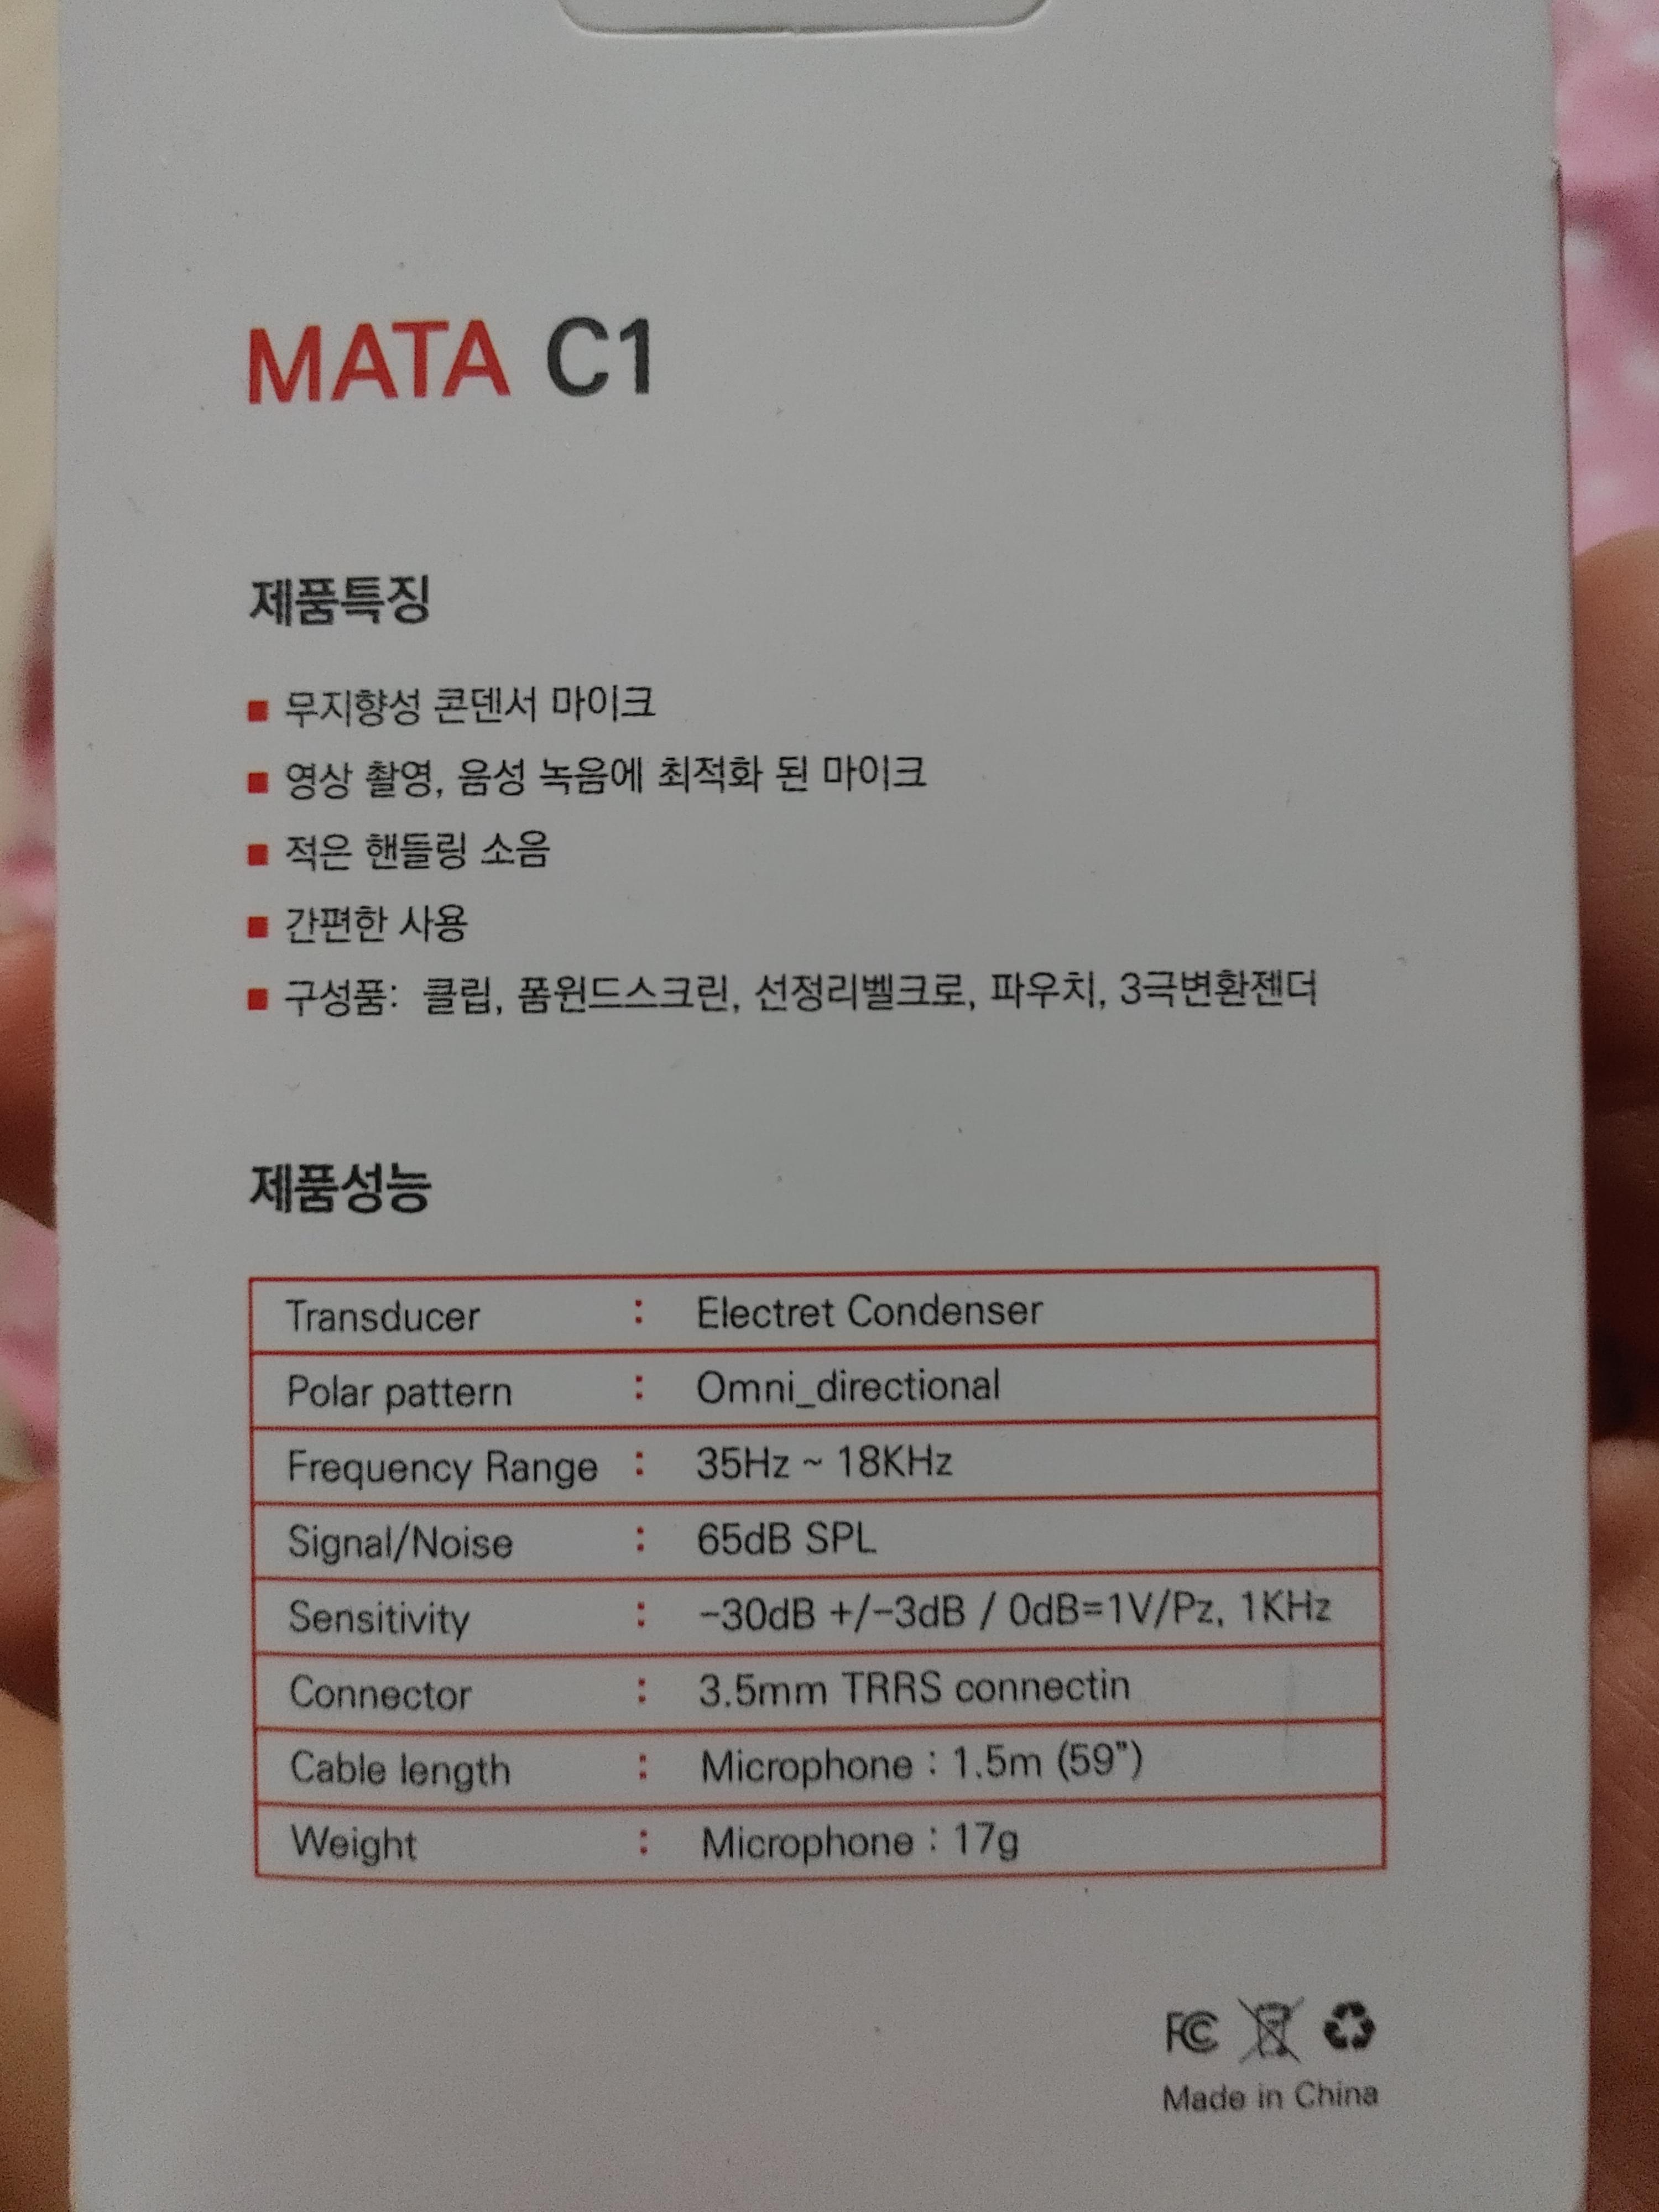 MATA C1
제품특징
■ 무지향성 콘덴서 마이크
■ 영상 촬영, 음성 녹음에 최적화 된 마이크
■ 적은 핸들링 소음
■ 간편한 사용
■ 구성품: 클립, 폼윈드스크린, 선정리벨크로, 파우치, 3극변환젠더
제품성능
Transducer : Electret Condenser
Polar pattern : Omni_directional
Frequency Range : 35Hz ~ 18KHz
Signal/Noise : 65dB SPL
Sensitivity : -30dB +/-3dB / 0dB=1V/Pz, 1KHz
Connector : 3.5mm TRRS connectin
Cable length : Microphone : 1.5m (59")
Weight : Microphone : 17g
FC
Made in China